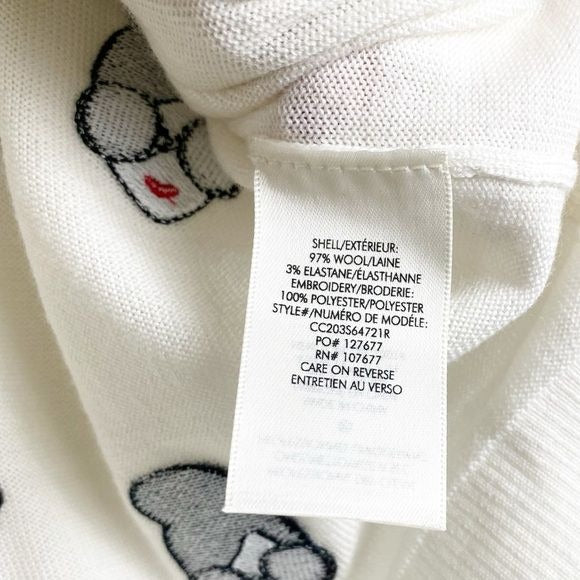 SHELL/EXTÉRIEUR:
97% WOOL/LAINE
3% ELASTANE/ÉLASTHANNE
EMBROIDERY/BRODERIE:
100% POLYESTER/POLYESTER
STYLE#/NUMÉRO DE MODÉLE:
CC203S64721R
PO# 127677
RN# 107677
CARE ON REVERSE
ENTRETIEN AU VERSO